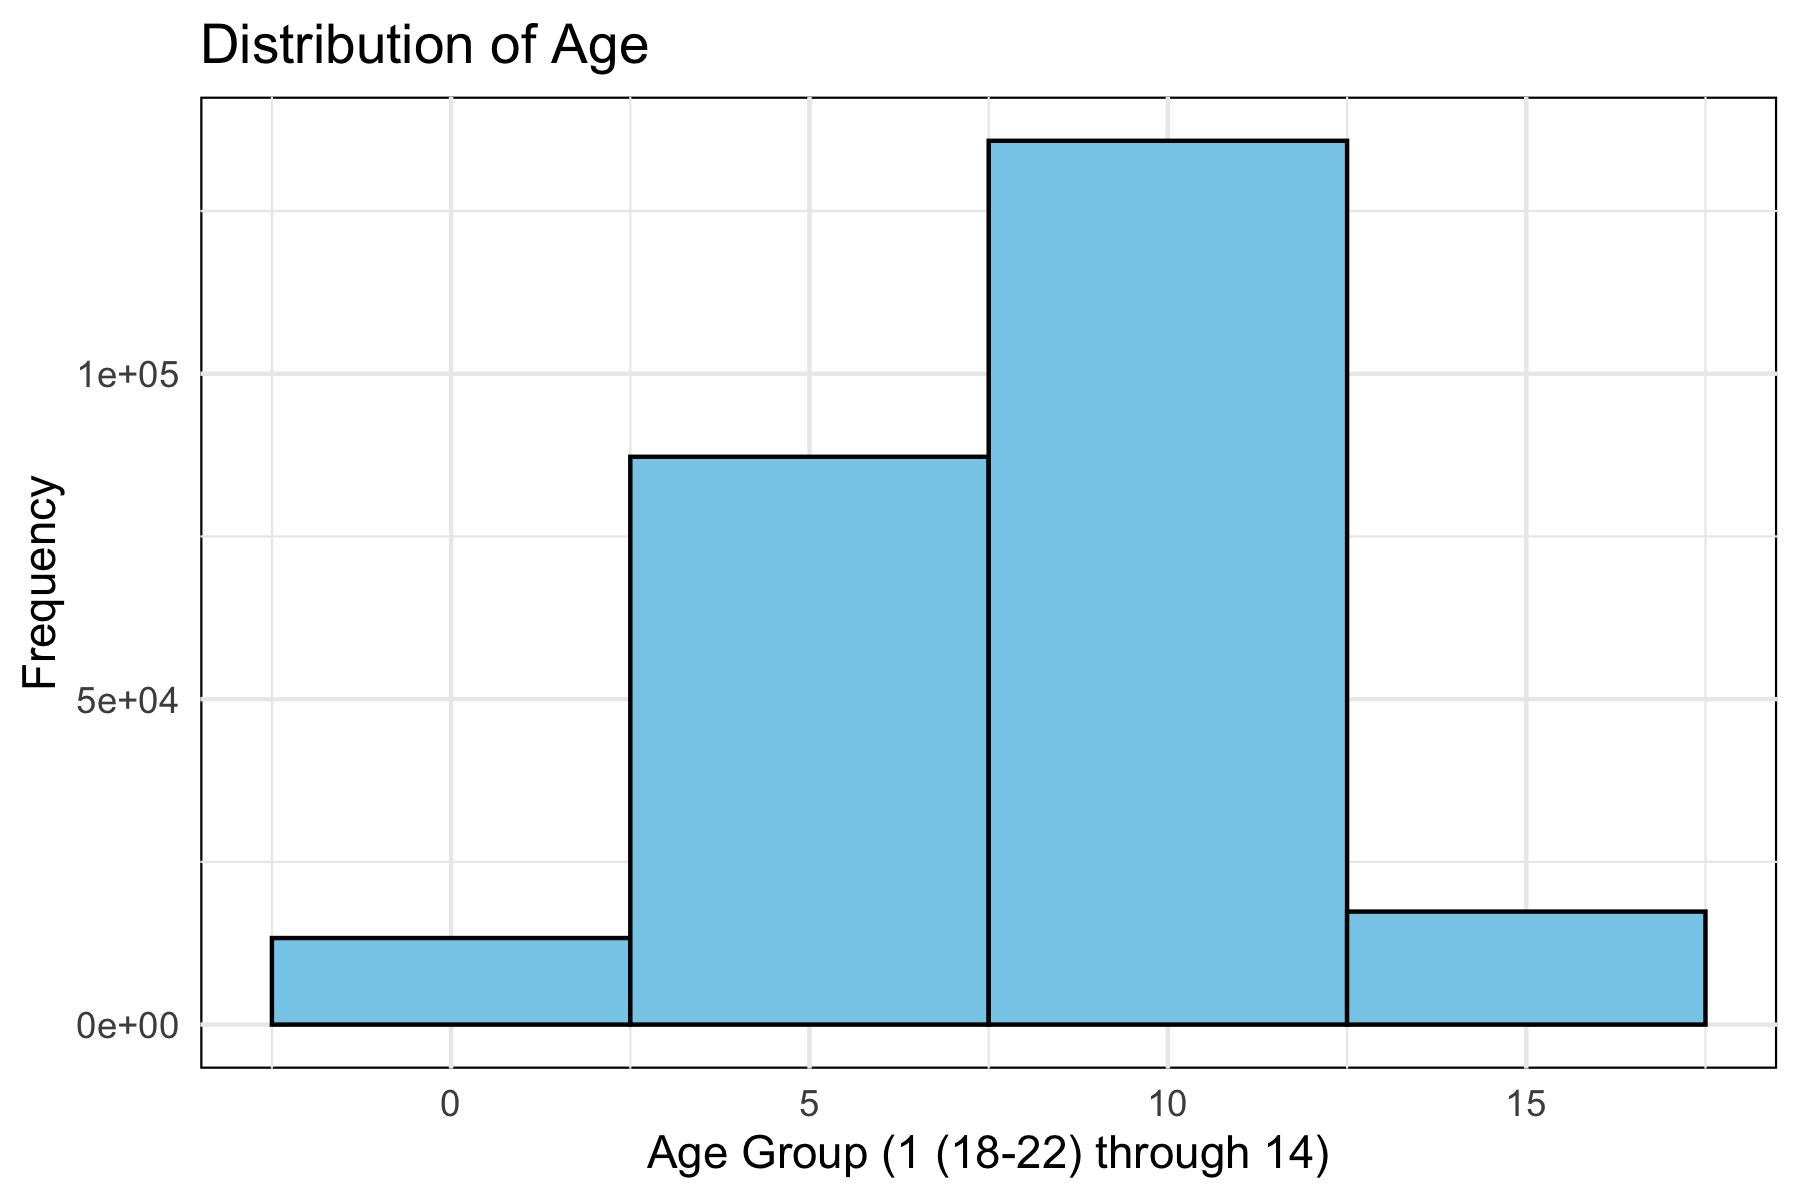 Distribution of Age
Frequency
1e+05
5e+04
0e+00
0
5
10
15
Age Group (1 (18-22) through 14)